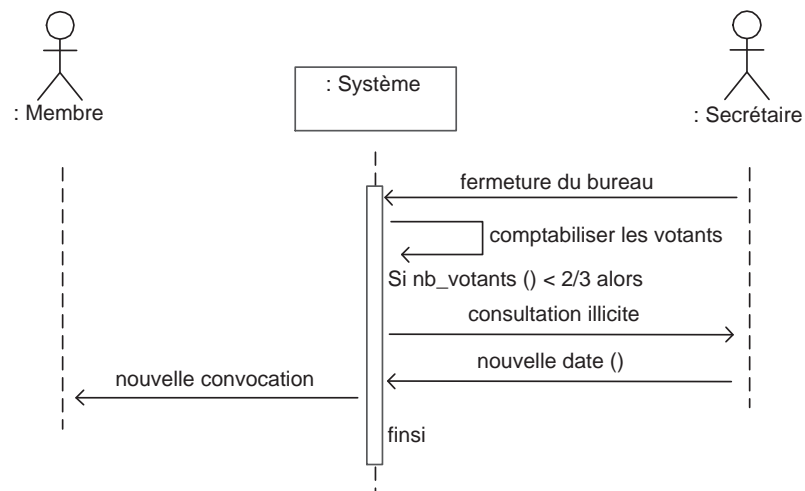 : Système
: Membre
: Secrétaire
fermeture du bureau
comptabiliser les votants
Si nb_votants () < 2/3 alors
consultation illicite
nouvelle date ()
nouvelle convocation
finsi